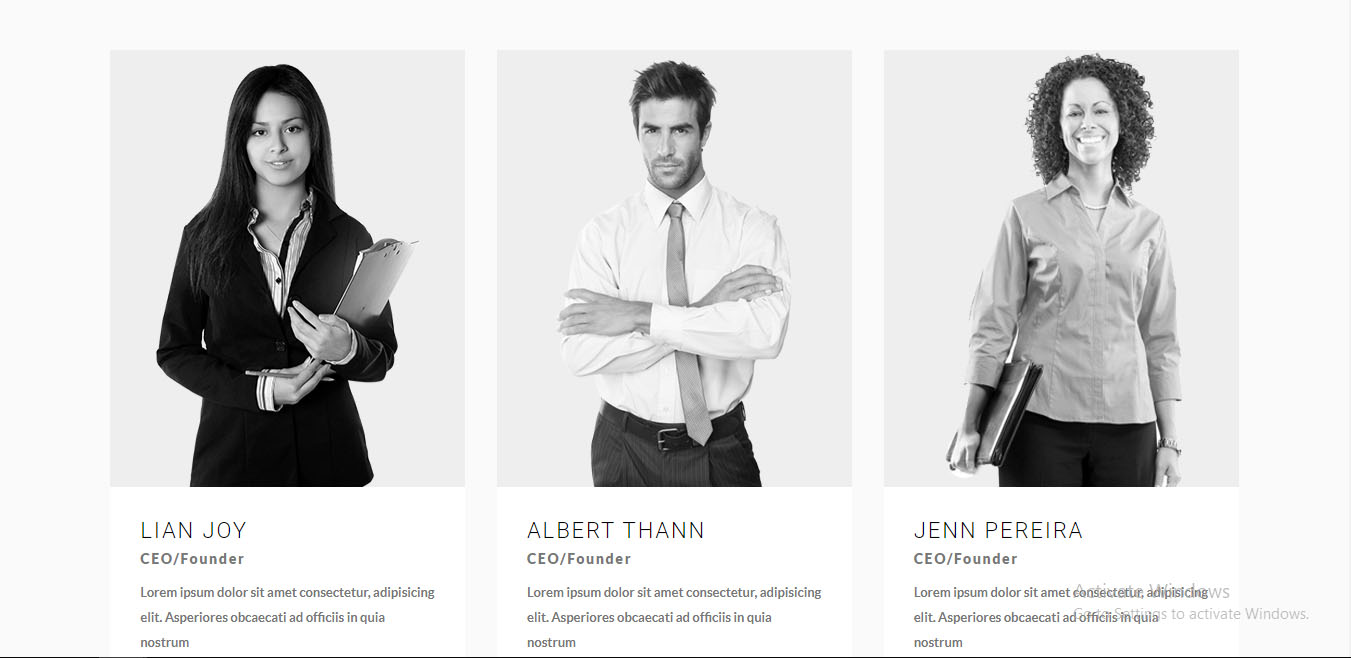 LIAN JOY
CEO/Founder
Lorem ipsum dolor sit amet consectetur, adipisicing
elit. Asperiores obcaecati ad officiis in quia
nostrum
ALBERT THANN
CEO/Founder
Lorem ipsum dolor sit amet consectetur, adipisicing
elit. Asperiores obcaecati ad officiis in quia
nostrum
JENN PEREIRA
CEO/Founder
Lorem ipsum dolor sit amet consectetur, adipisicing
elit. Asperiores obcaecati ad officiis in quia
nostrum
Activate Windows
Go to Settings to activate Windows.